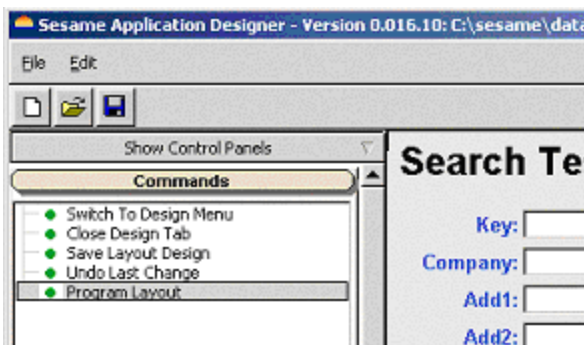 Sesame Application Designer - Version 0.016.10: C:\sesame\data
File Edit
Show Control Panels
Commands
Switch To Design Menu
Close Design Tab
Save Layout Design
Undo Last Change
Program Layout
Search Te
Key:
Company:
Add1:
Add2: